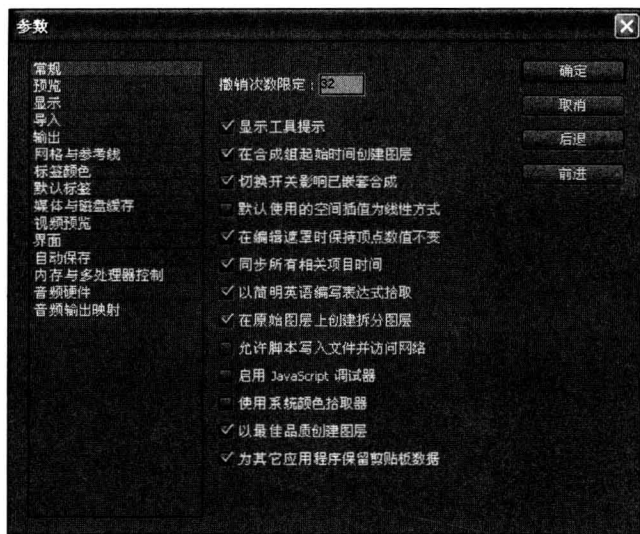 参数
常规
预览
显示
导入
输出
网格与参考线
标签颜色
默认标签
媒体与磁盘缓存
视频预览
界面
自动保存
内存与多处理器控制
音频硬件
音频输出映射
撤销次数限定：32
显示工具提示
在合成组起始时间创建图层
切换开关影响已嵌套合成
默认使用的空间插值为线性方式
在编辑遮罩时保持顶点数值不变
同步所有相关项目时间
以简明英语编写表达式拾取
在原始图层上创建拆分图层
允许脚本写入文件并访问网络
启用 JavaScript 调试器
使用系统颜色拾取器
以最佳品质创建图层
为其它应用程序保留剪贴板数据
确定
取消
后退
前进